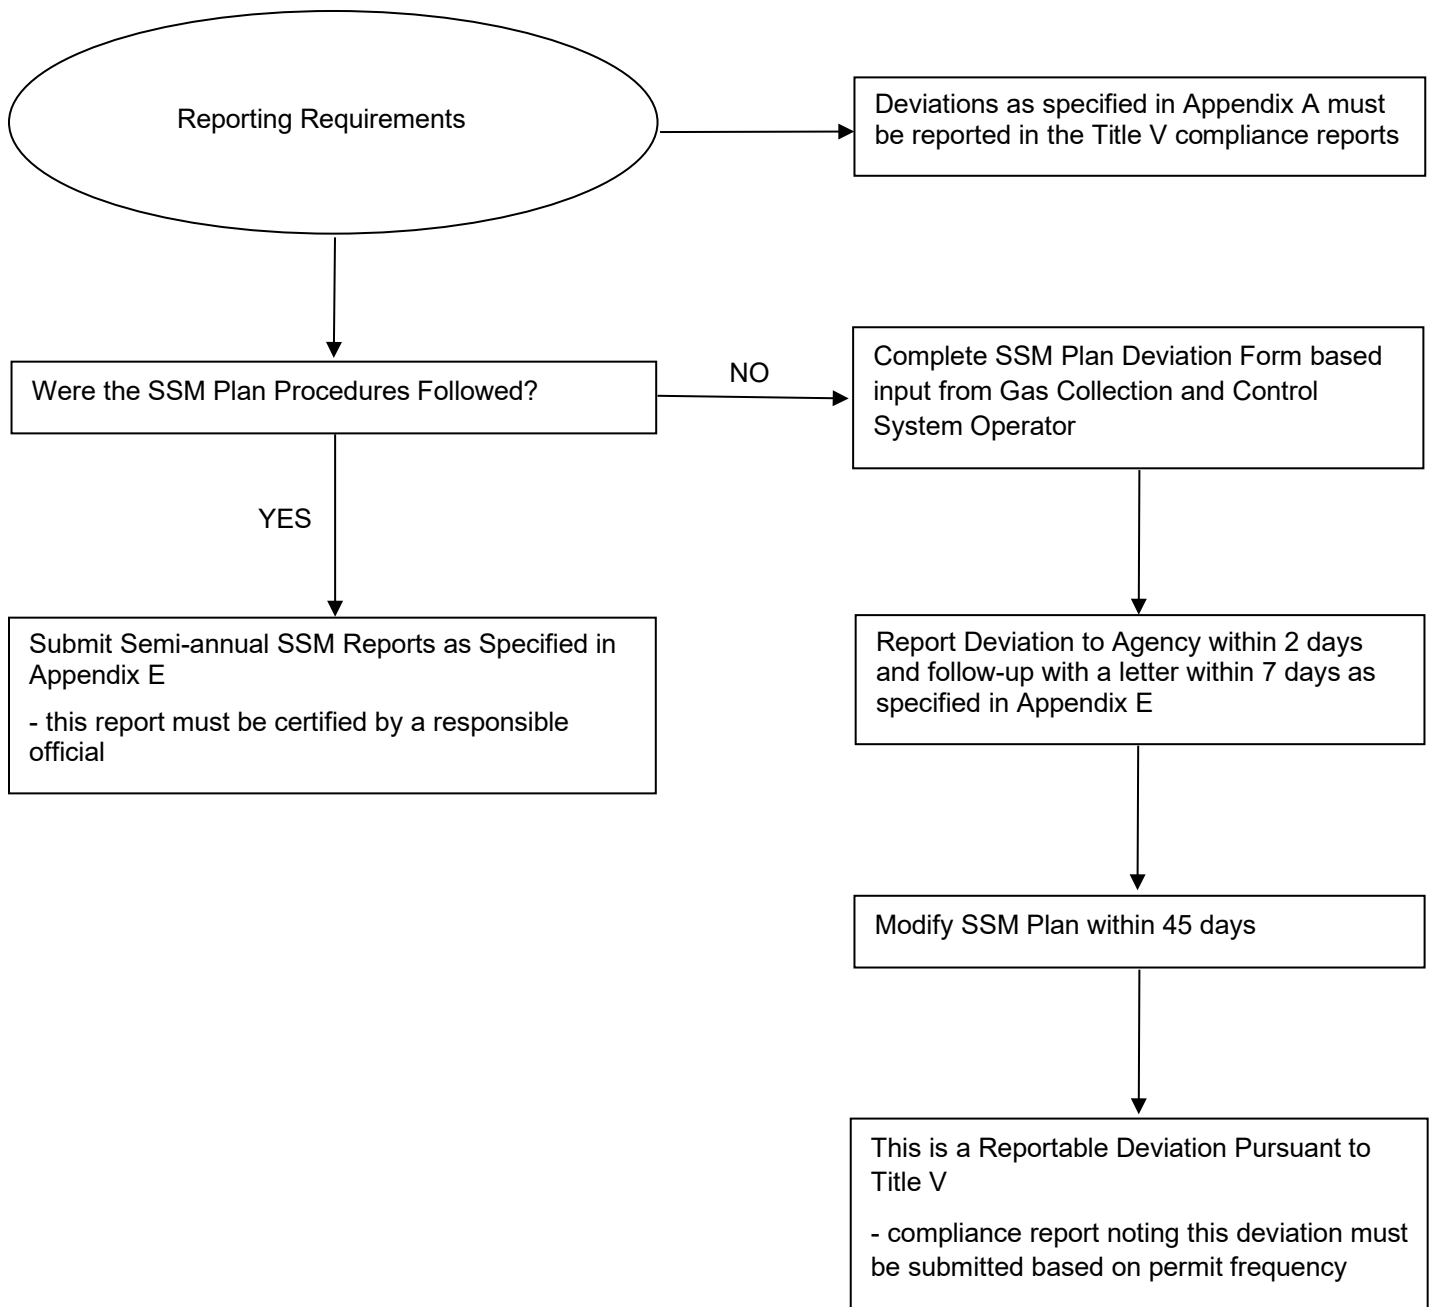 Reporting Requirements
Deviations as specified in Appendix A must
be reported in the Title V compliance reports
Were the SSM Plan Procedures Followed?
NO
Complete SSM Plan Deviation Form based
input from Gas Collection and Control
System Operator
YES
Submit Semi-annual SSM Reports as Specified in
Appendix E
- this report must be certified by a responsible
official
Report Deviation to Agency within 2 days
and follow-up with a letter within 7 days as
specified in Appendix E
Modify SSM Plan within 45 days
This is a Reportable Deviation Pursuant to
Title V
- compliance report noting this deviation must
be submitted based on permit frequency